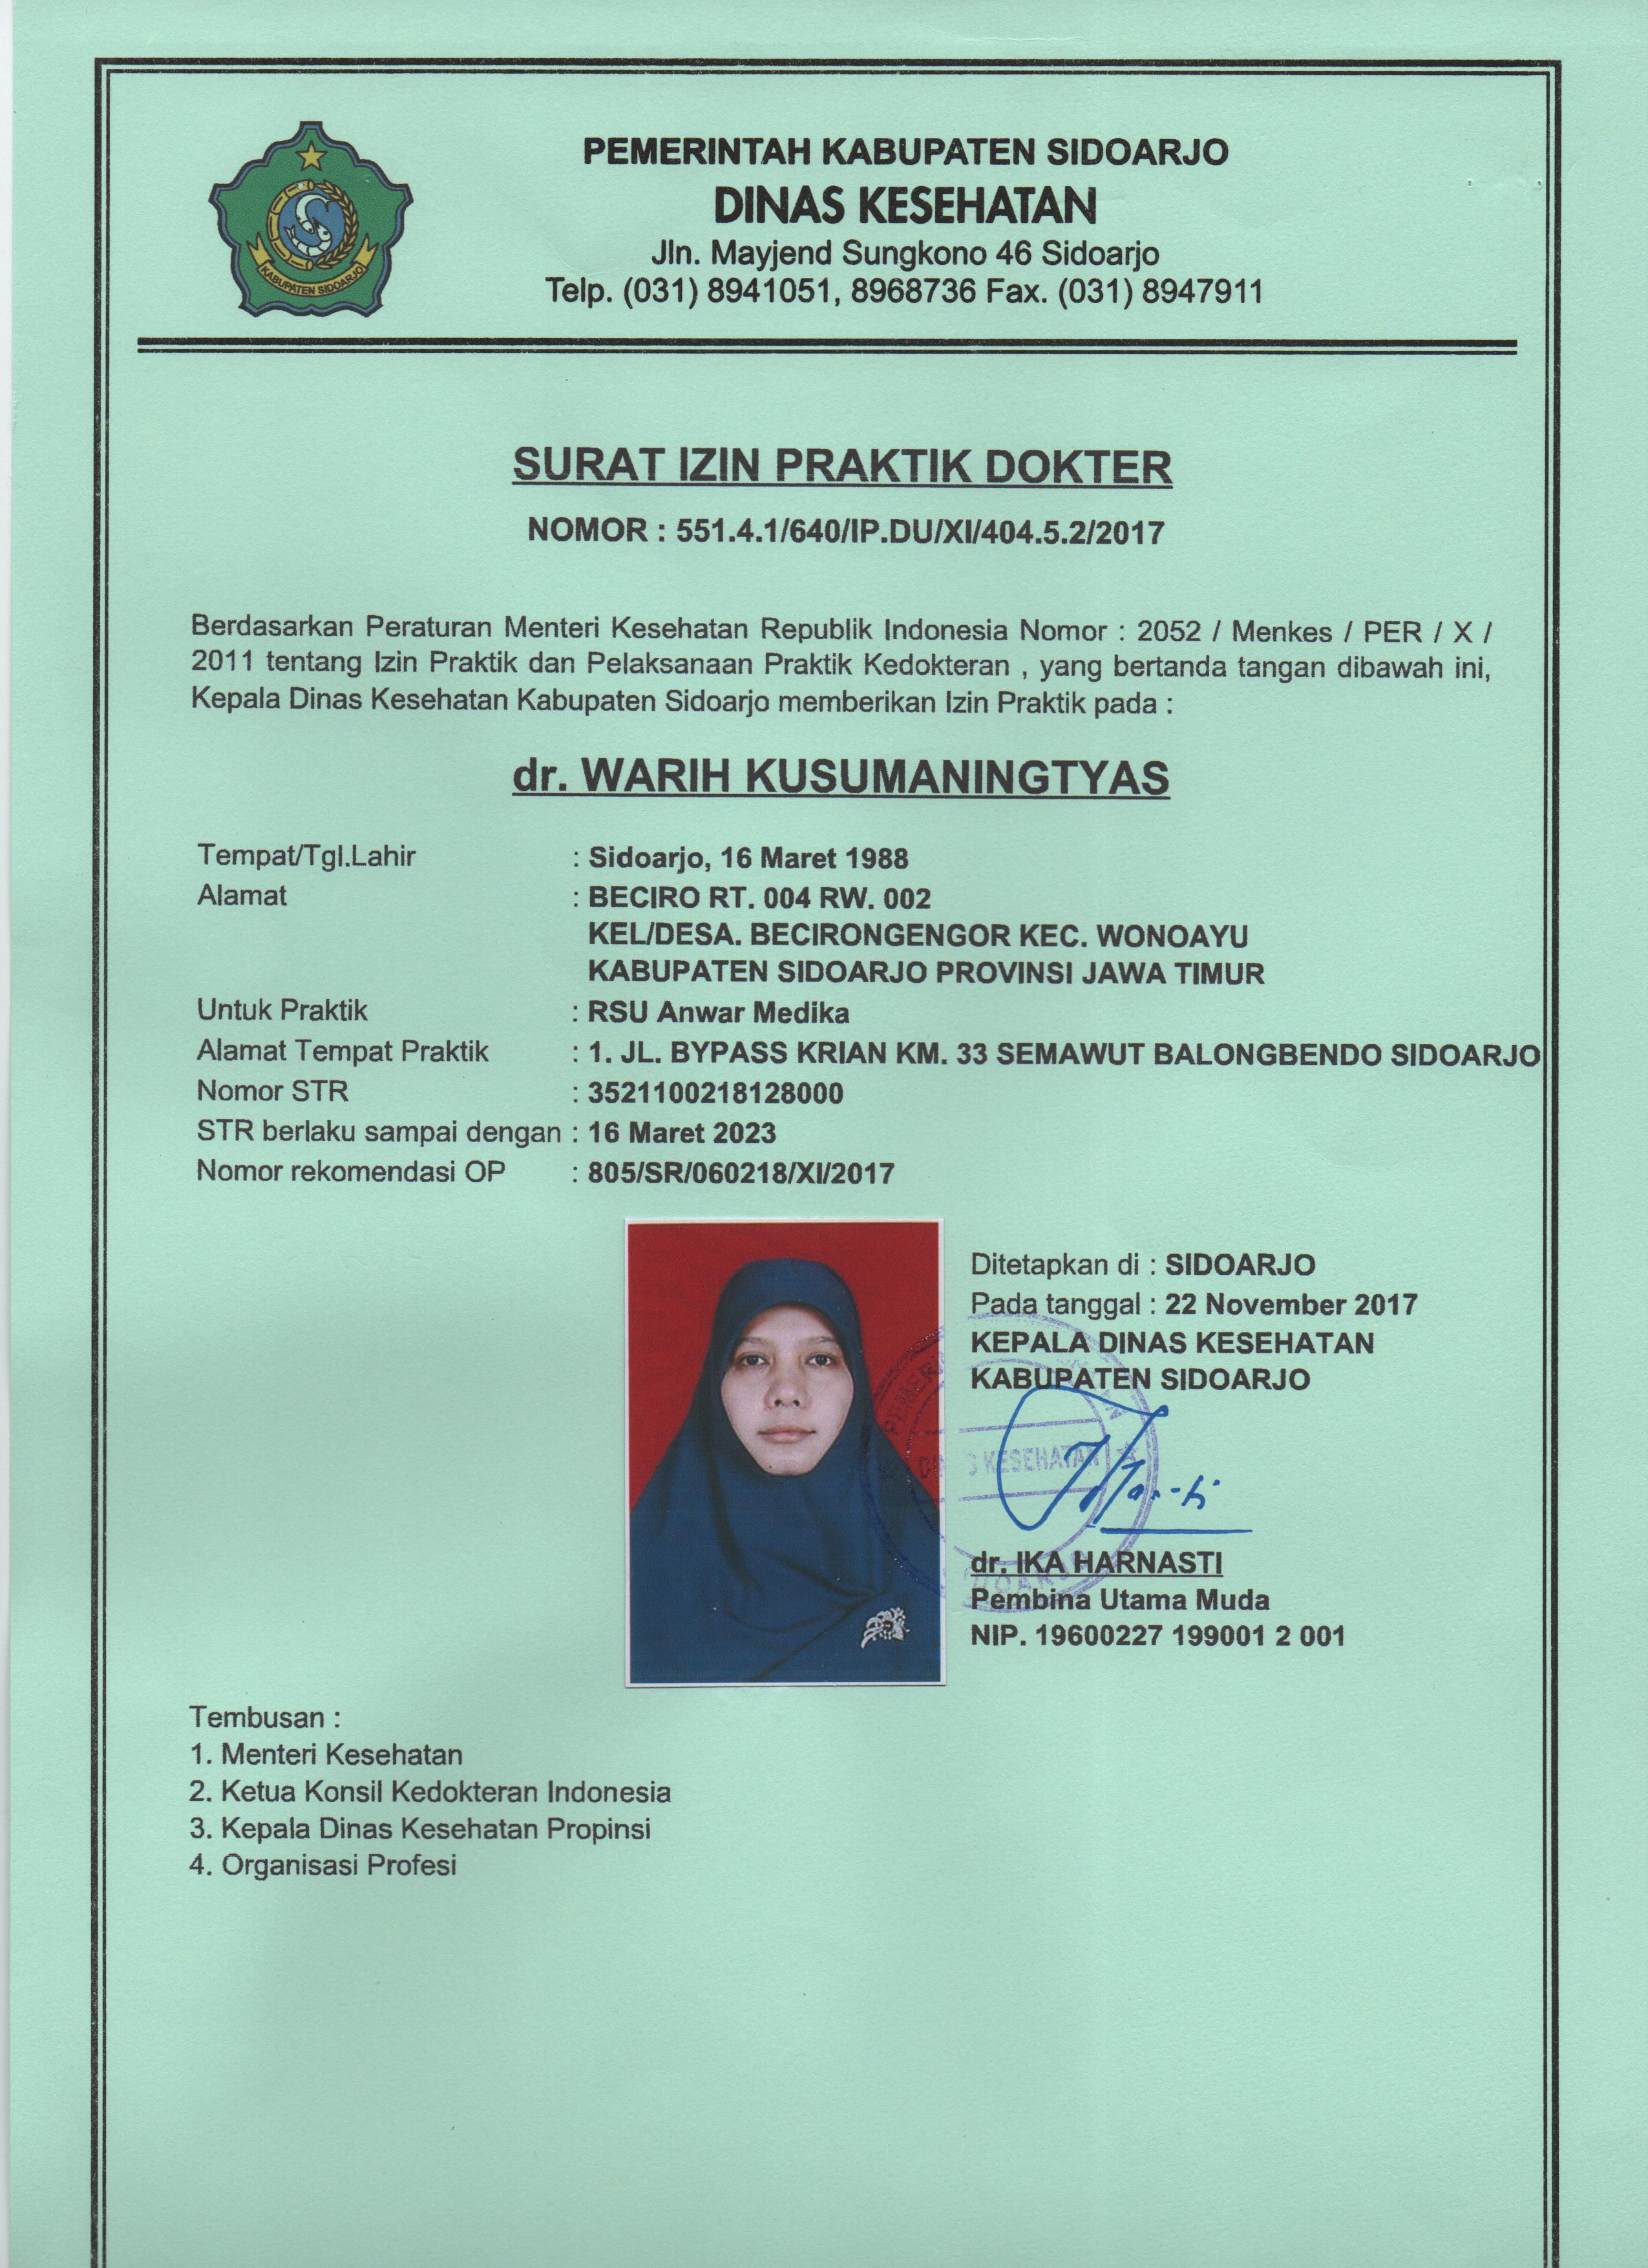 PEMERINTAH KABUPATEN SIDOARJO
DINAS KESEHATAN
Jln. Mayjend Sungkono 46 Sidoarjo
Telp. (031) 8941051, 8968736 Fax. (031) 8947911
KABUPATEN SIDOARJO
SURAT IZIN PRAKTIK DOKTER
NOMOR : 551.4.1/640/IP.DU/XI/404.5.2/2017
Berdasarkan Peraturan Menteri Kesehatan Republik Indonesia Nomor : 2052 / Menkes / PER / X /
2011 tentang Izin Praktik dan Pelaksanaan Praktik Kedokteran , yang bertanda tangan dibawah ini,
Kepala Dinas Kesehatan Kabupaten Sidoarjo memberikan Izin Praktik pada :
dr. WARIH KUSUMANINGTYAS
Tempat/Tgl.Lahir : Sidoarjo, 16 Maret 1988
Alamat : BECIRO RT. 004 RW. 002
KEL/DESA. BECIRONGENGOR KEC. WONOAYU
KABUPATEN SIDOARJO PROVINSI JAWA TIMUR
Untuk Praktik : RSU Anwar Medika
Alamat Tempat Praktik : 1. JL. BYPASS KRIAN KM. 33 SEMAWUT BALONGBENDO SIDOARJO
Nomor STR : 3521100218128000
STR berlaku sampai dengan : 16 Maret 2023
Nomor rekomendasi OP : 805/SR/060218/XI/2017
Ditetapkan di : SIDOARJO
Pada tanggal : 22 November 2017
KEPALA DINAS KESEHATAN
KABUPATEN SIDOARJO
KESEHATAN
dr. IKA HARNASTI
Pembina Utama Muda
NIP. 19600227 199001 2 001
Tembusan :
1. Menteri Kesehatan
2. Ketua Konsil Kedokteran Indonesia
3. Kepala Dinas Kesehatan Propinsi
4. Organisasi Profesi